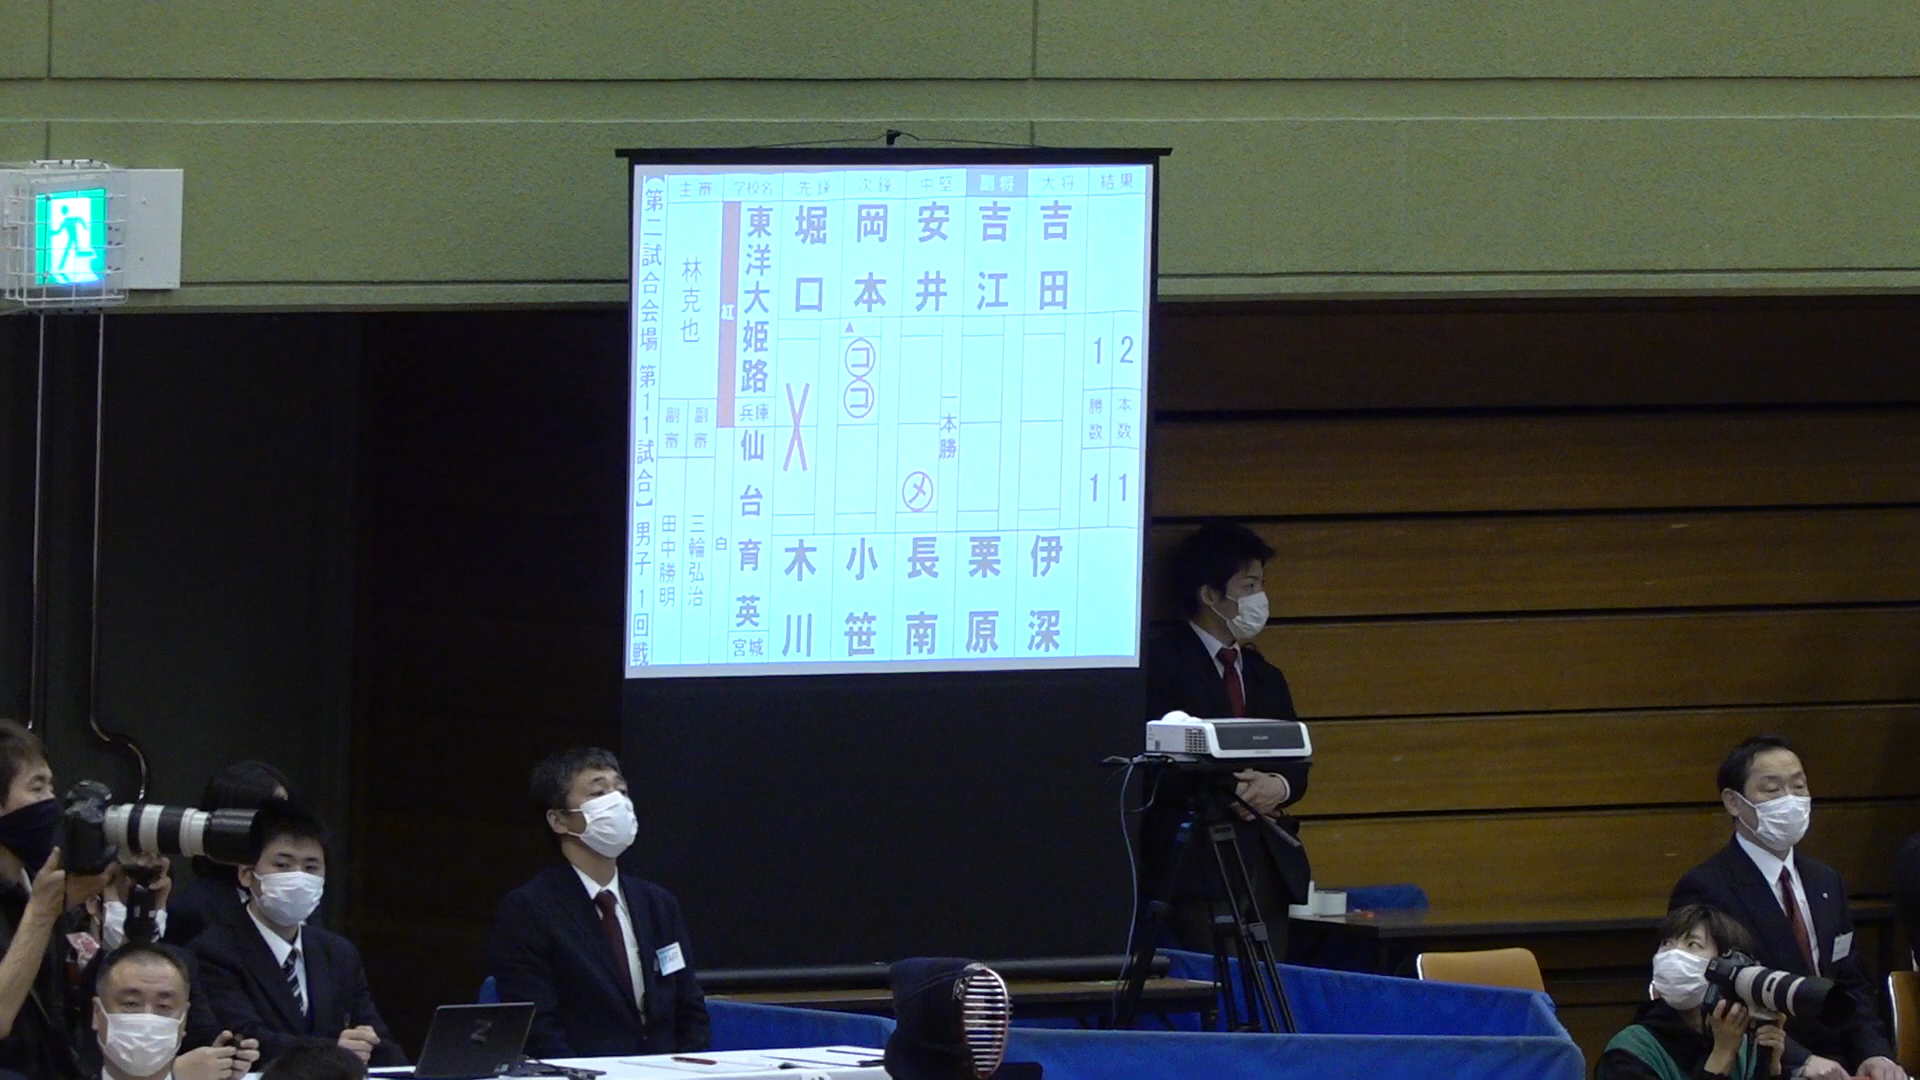 【第二試合会場 第11試合】男子 1回戦
主審 学校名 先鋒 次鋒 中堅 副将 大将 結果
林克也
副審 副審
田中勝明 三輪弘治
紅
東洋大姫路
兵庫
堀口 岡本 安井 吉江 吉田
▲
コ
コ
一本勝
メ
1 2
勝数 本数
1 1
白
仙台育英
宮城
木川 小笹 長南 栗原 伊深
STAFF